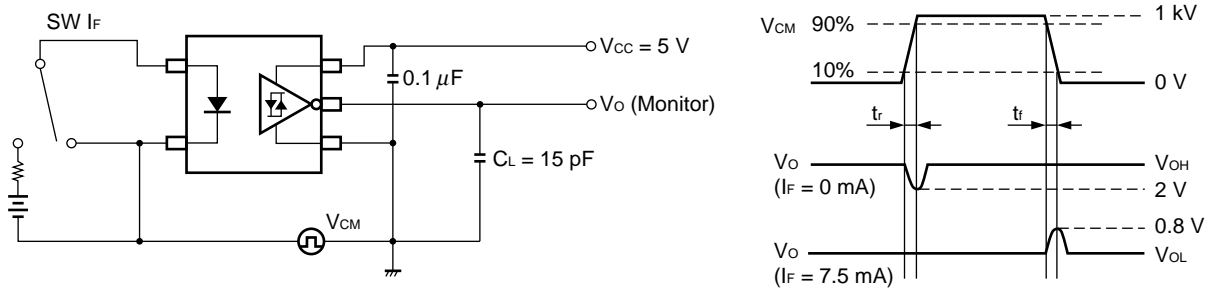 SW IF
VCC = 5 V
0.1 μF
VO (Monitor)
CL = 15 pF
VCM
VCM 90%
10%
1 kV
0 V
tr
tf
VO
(IF = 0 mA)
VOH
2 V
0.8 V
VO
(IF = 7.5 mA)
VOL